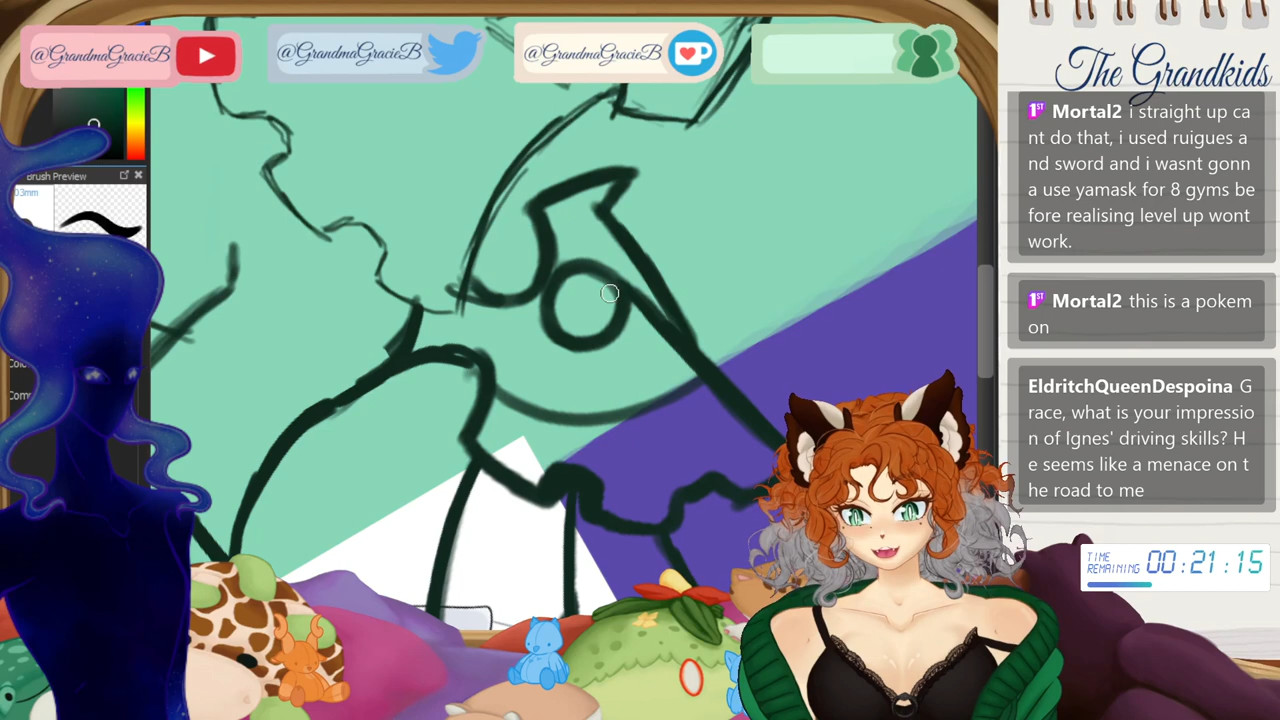 @GrandmaGracieB
@GrandmaGracieB
@GrandmaGracieB
The Grandkids
1ST Mortal2 i straight up ca
nt do that, i used ruigues a
nd sword and i wasnt gonn
a use yamask for 8 gyms be
fore realising level up wont
work.
1ST Mortal2 this is a pokem
on
EldritchQueenDespoina G
race, what is your impressio
n of Ignes' driving skills? H
e seems like a menace on t
he road to me
TIME
REMAINING 00:21:15
Brush Preview